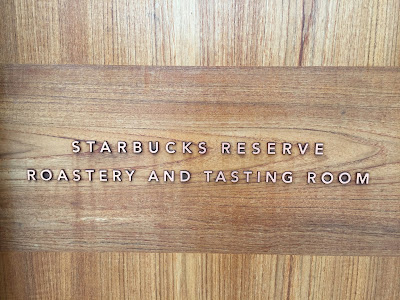 STARBUCKS RESERVE
ROASTERY AND TASTING ROOM